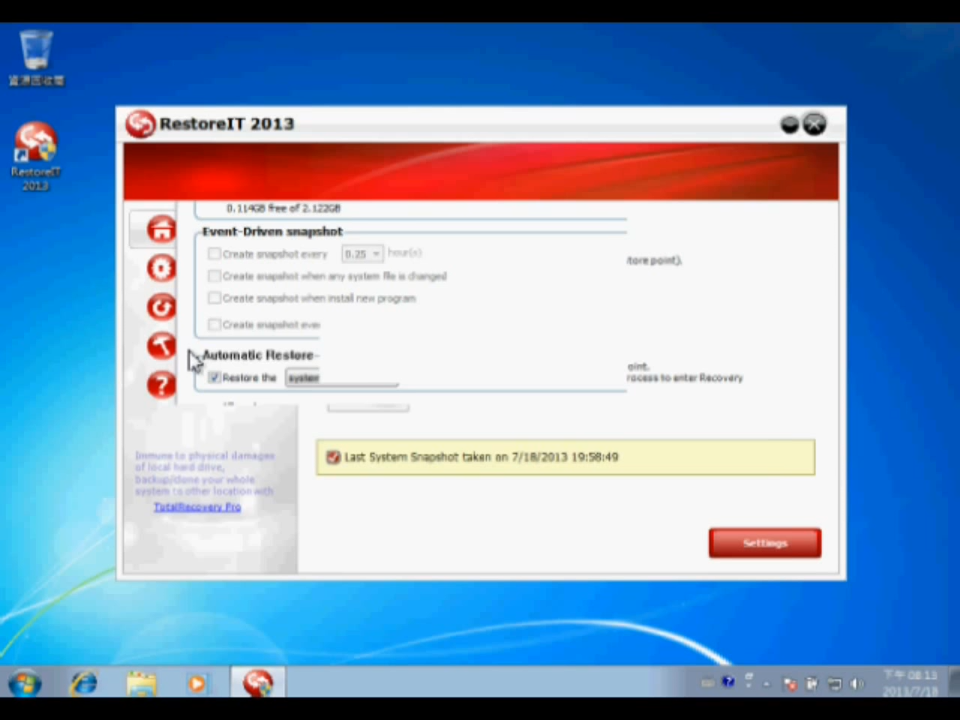 資源回收筒
RestoreIT
2013
RestoreIT 2013
0.114GB free of 2.122GB
Event-Driven snapshot
Create snapshot every 0.25 hour(s)
tore point).
Create snapshot when any system file is changed
Create snapshot when install new program
Create snapshot eve
Automatic Restore
oint.
Restore the system
rocess to enter Recovery
Immune to physical damages
of local hard drive,
backup/clone your whole
system to other location with
TotalRecovery Pro
Last System Snapshot taken on 7/18/2013 19:58:49
Settings
下午 08:13
2013/7/18